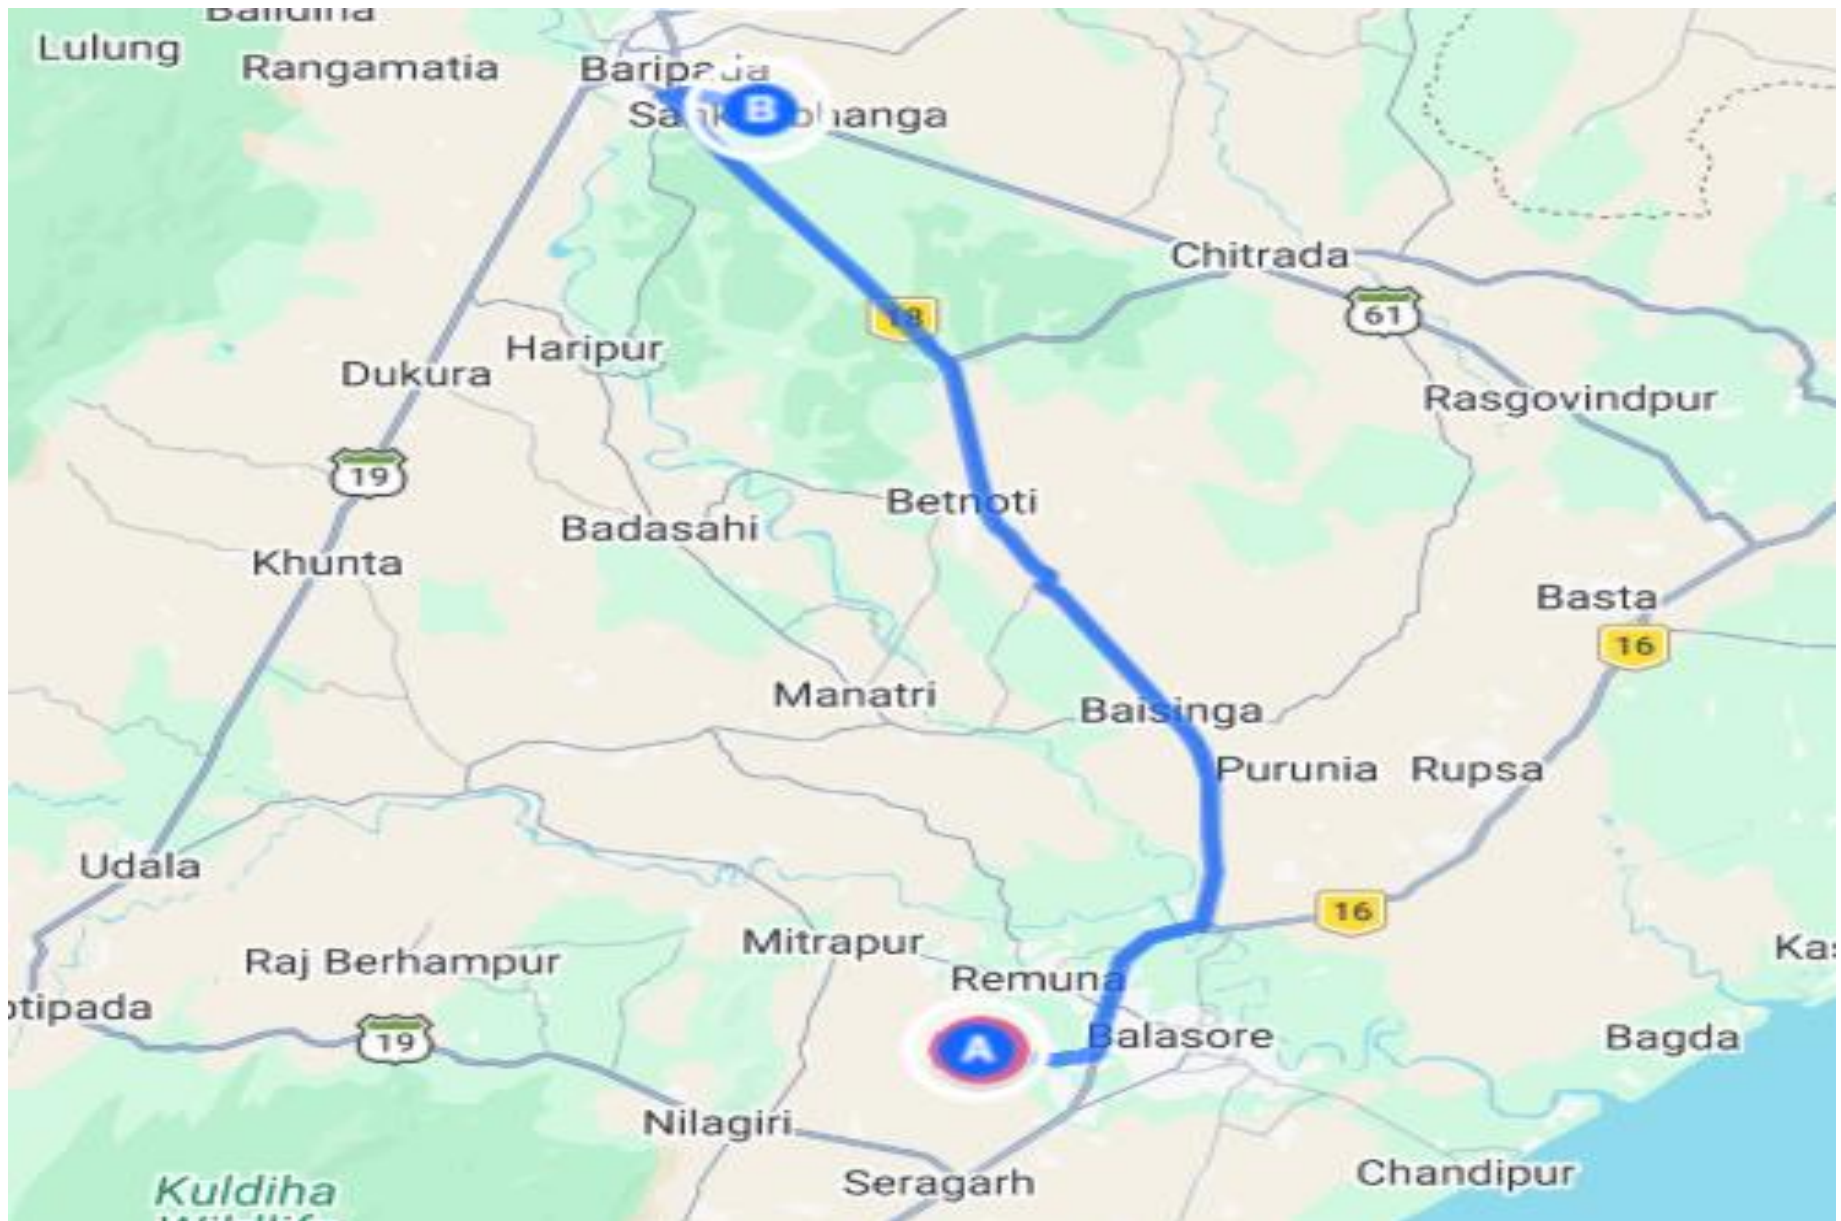 Lulung
Rangamatia
B
Chitrada
61
18
Haripur
Dukura
Rasgovindpur
19
Betnoti
Badasahi
Khunta
Basta
16
Manatri
Baisinga
Purunia
Rupsa
Udala
16
Mitrapur
Raj Berhampur
Remuna
Balasore
A
19
Bagda
Nilagiri
Seragarh
Chandipur
Kuldiha